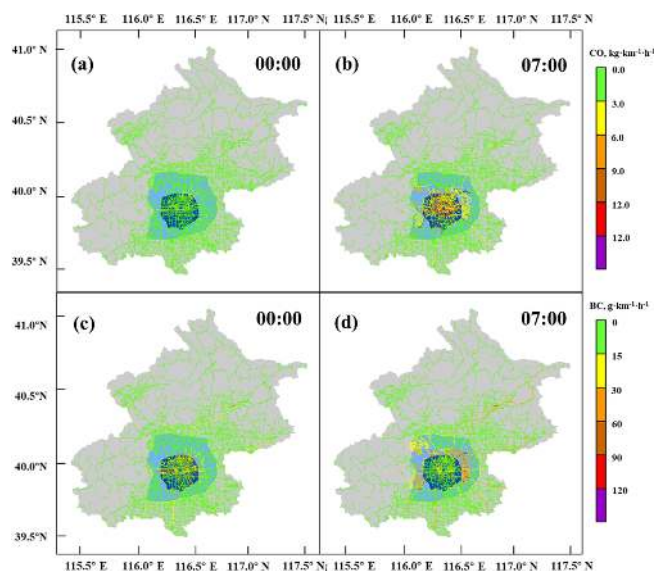 115.5° E 116.0° E 116.5° E 117.0° E 117.5° N; 115.5° E 116.0° E 116.5° E 117.0° E 117.5° N;
41.0° N
40.5° N
40.0° N
39.5° N
(a) 00:00
(b) 07:00
CO, kg·km⁻¹·h⁻¹
0.0
3.0
6.0
9.0
12.0
12.0
41.0°N
40.5°N
40.0°N
39.5°N
(c) 00:00
(d) 07:00
BC, g·km⁻¹·h⁻¹
0
15
30
60
90
120
115.5° E 116.0° E 116.5° E 117.0° E 117.5° N; 115.5° E 116.0° E 116.5° E 117.0° E 117.5° N;